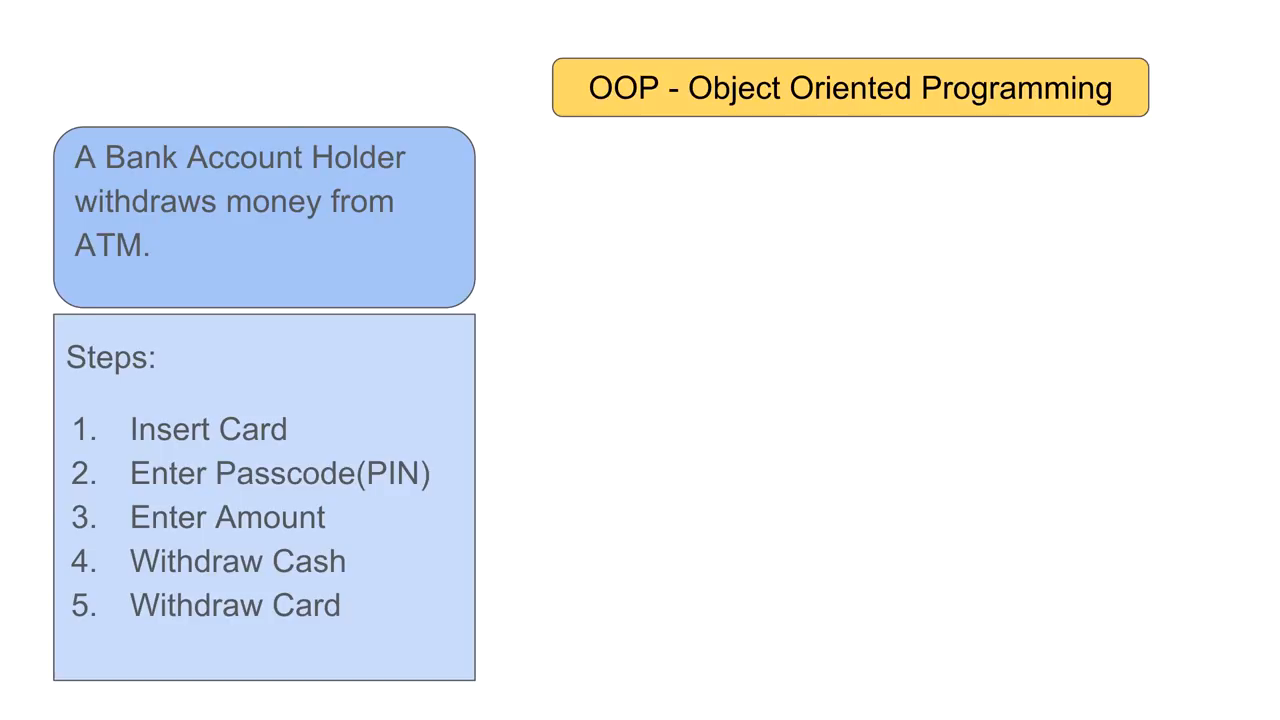 OOP - Object Oriented Programming
A Bank Account Holder
withdraws money from
ATM.
Steps:
1. Insert Card
2. Enter Passcode(PIN)
3. Enter Amount
4. Withdraw Cash
5. Withdraw Card